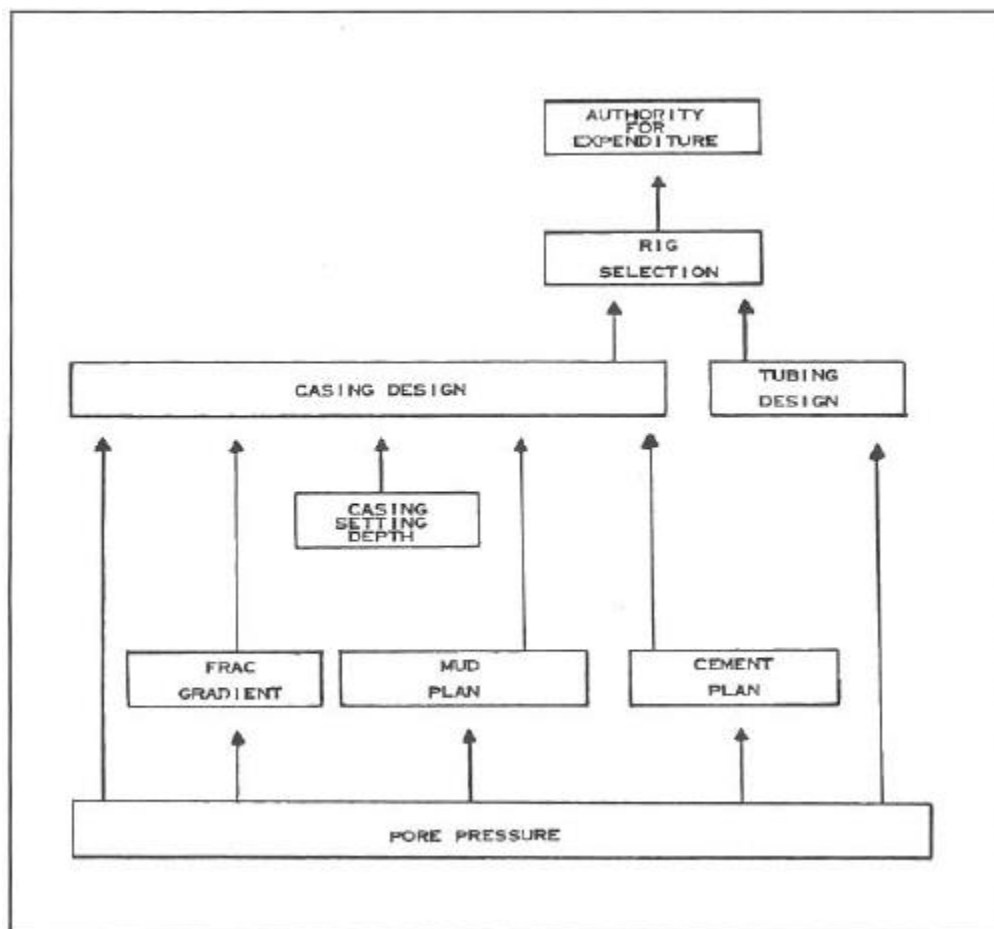 AUTHORITY
FOR
EXPENDITURE
RIG
SELECTION
CASING DESIGN
TUBING
DESIGN
CASING
SETTING
DEPTH
FRAC
GRADIENT
MUD
PLAN
CEMENT
PLAN
PORE PRESSURE